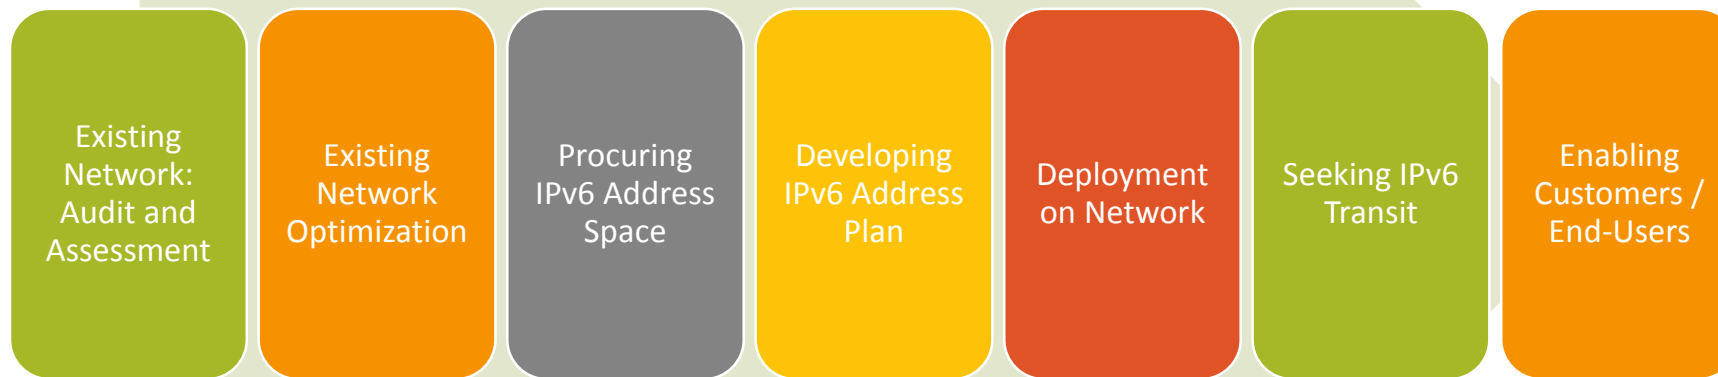 Existing
Network:
Audit and
Assessment
Existing
Network
Optimization
Procuring
IPv6 Address
Space
Developing
IPv6 Address
Plan
Deployment
on Network
Seeking IPv6
Transit
Enabling
Customers /
End-Users